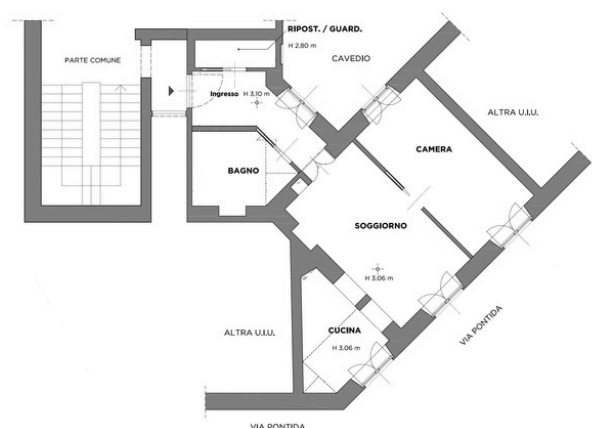 RIPOST. / GUARD.
H 2.80 m
PARTE COMUNE
CAVEDIO
Ingresso H 3.10 m
ALTRA U.I.U.
CAMERA
BAGNO
SOGGIORNO
H 3.06 m
ALTRA U.I.U.
CUCINA
H 3.06 m
VIA PONTIDA
VIA PONTIDA